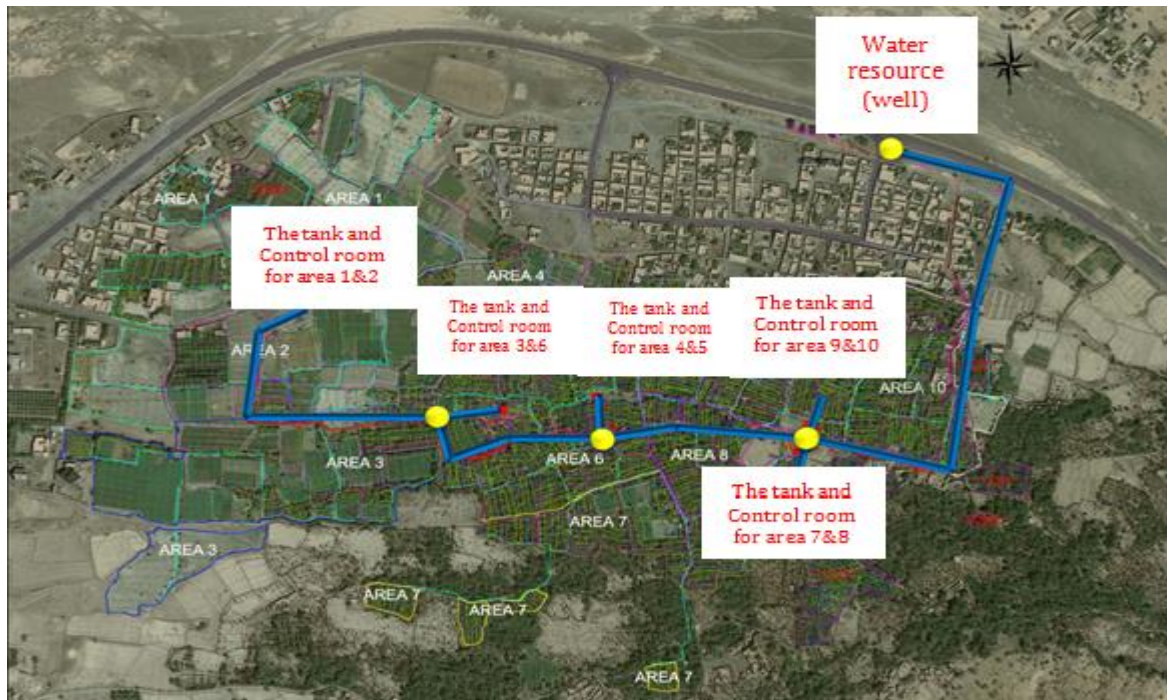 Water
resource
(well)
AREA 1
AREA 1
The tank and
Control room
for area 1&2
AREA 4
The tank and
Control room
for area 3&6
The tank and
Control room
for area 4&5
The tank and
Control room
for area 9&10
AREA 2
AREA 10
AREA 3
AREA 6
AREA 8
The tank and
Control room
for area 7&8
AREA 7
AREA 3
AREA 7
AREA 7
AREA 7